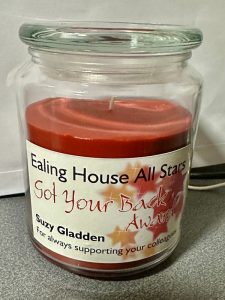 Ealing House All Stars
Got Your Back
Award
Suzy Gladden
For always supporting your colleagues